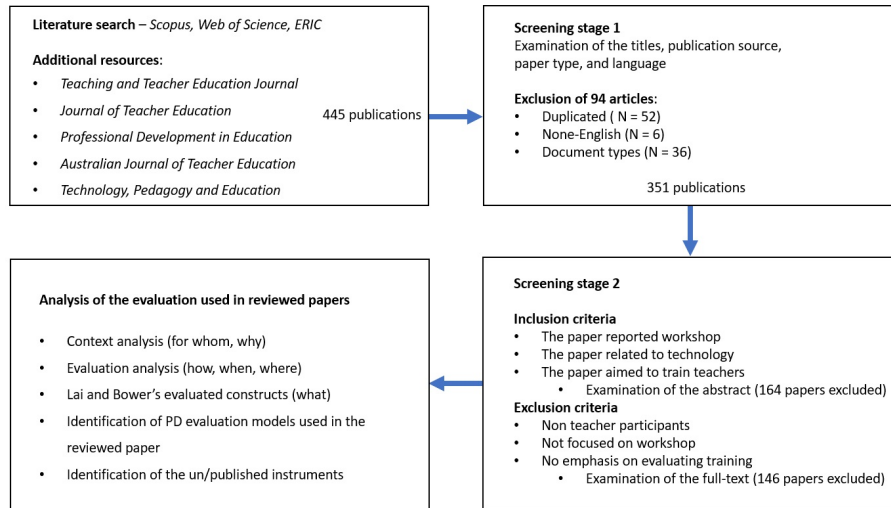 Literature search – Scopus, Web of Science, ERIC
Additional resources:
• Teaching and Teacher Education Journal
• Journal of Teacher Education
• Professional Development in Education
• Australian Journal of Teacher Education
• Technology, Pedagogy and Education
445 publications
Screening stage 1
Examination of the titles, publication source,
paper type, and language
Exclusion of 94 articles:
• Duplicated ( N = 52)
• None-English (N = 6)
• Document types (N = 36)
351 publications
Screening stage 2
Inclusion criteria
• The paper reported workshop
• The paper related to technology
• The paper aimed to train teachers
• Examination of the abstract (164 papers excluded)
Exclusion criteria
• Non teacher participants
• Not focused on workshop
• No emphasis on evaluating training
• Examination of the full-text (146 papers excluded)
Analysis of the evaluation used in reviewed papers
• Context analysis (for whom, why)
• Evaluation analysis (how, when, where)
• Lai and Bower’s evaluated constructs (what)
• Identification of PD evaluation models used in the
reviewed paper
• Identification of the un/published instruments